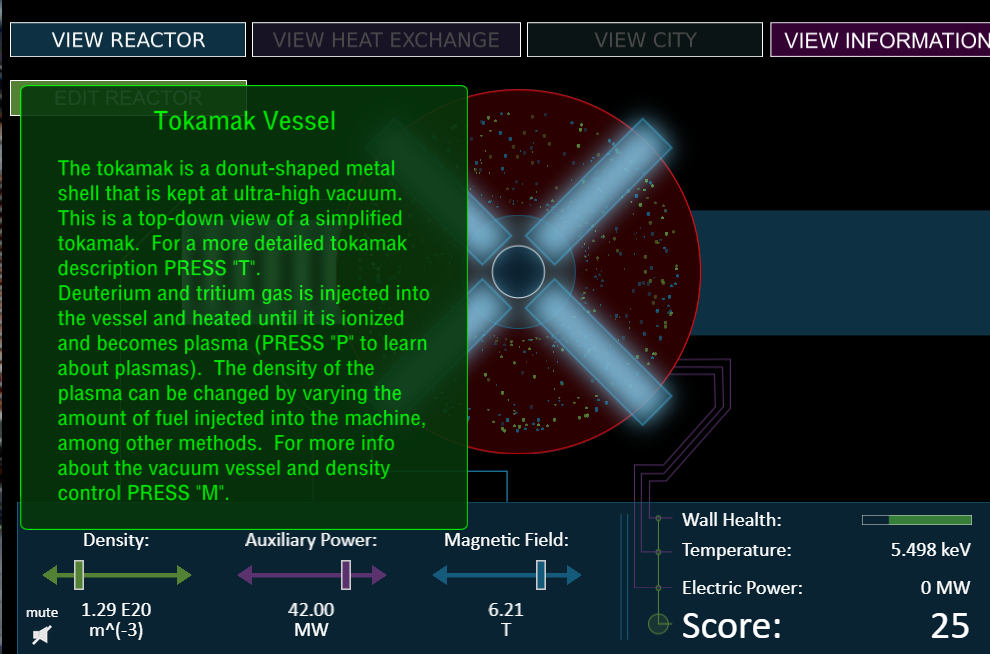 VIEW REACTOR
VIEW HEAT EXCHANGE
VIEW CITY
VIEW INFORMATION
EDIT REACTOR
Tokamak Vessel
The tokamak is a donut-shaped metal
shell that is kept at ultra-high vacuum.
This is a top-down view of a simplified
tokamak. For a more detailed tokamak
description PRESS "T".
Deuterium and tritium gas is injected into
the vessel and heated until it is ionized
and becomes plasma (PRESS "P" to learn
about plasmas). The density of the
plasma can be changed by varying the
amount of fuel injected into the machine,
among other methods. For more info
about the vacuum vessel and density
control PRESS "M".
Density:
Auxiliary Power:
Magnetic Field:
mute
1.29 E20
m^(-3)
42.00
MW
6.21
T
Wall Health:
Temperature: 5.498 keV
Electric Power: 0 MW
Score: 25